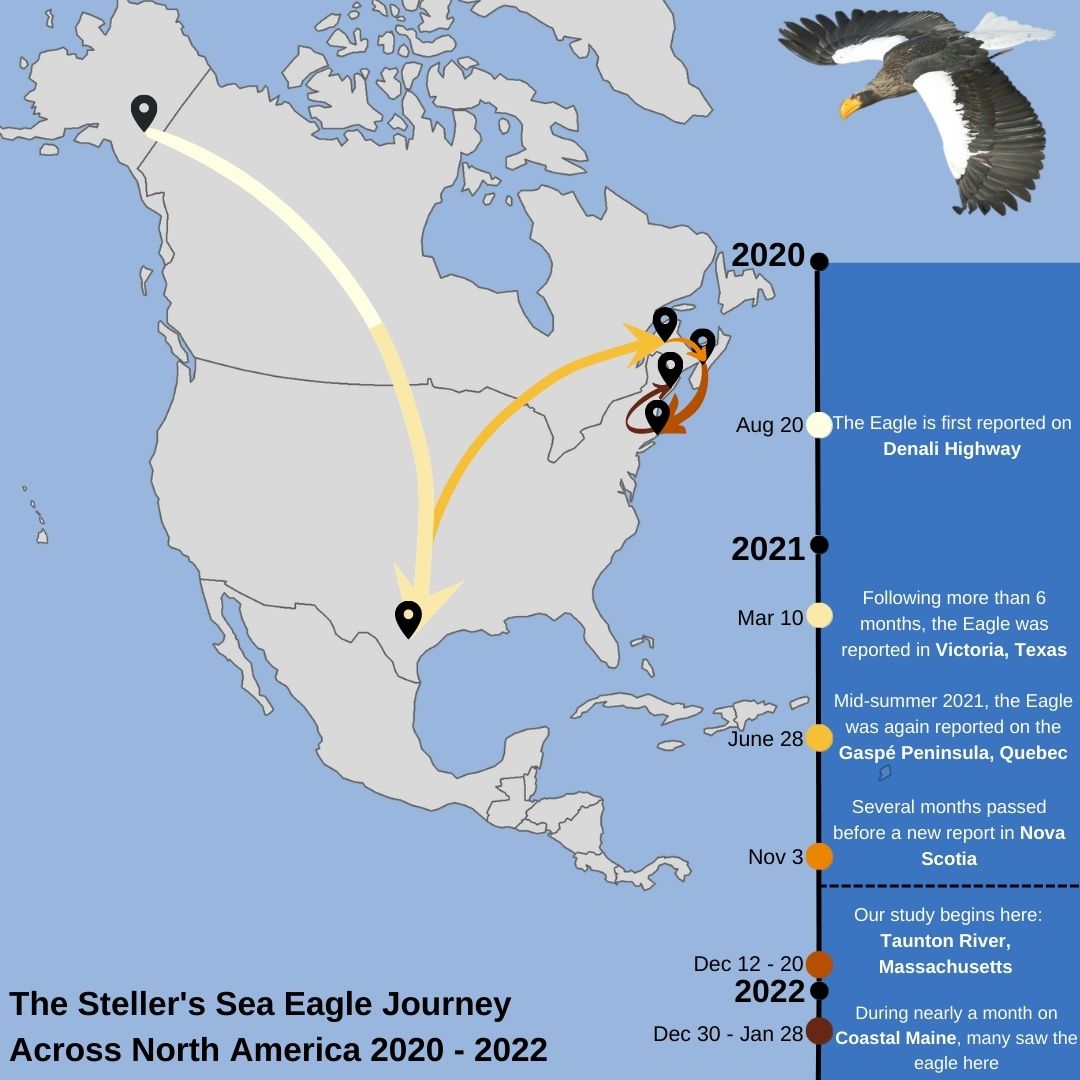 2020
Aug 20
The Eagle is first reported on
Denali Highway
2021
Mar 10
Following more than 6
months, the Eagle was
reported in Victoria, Texas
June 28
Mid-summer 2021, the Eagle
was again reported on the
Gaspé Peninsula, Quebec
Nov 3
Several months passed
before a new report in Nova
Scotia
Dec 12 - 20
Our study begins here:
Taunton River,
Massachusetts
2022
Dec 30 - Jan 28
During nearly a month on
Coastal Maine, many saw the
eagle here
The Steller's Sea Eagle Journey
Across North America 2020 - 2022